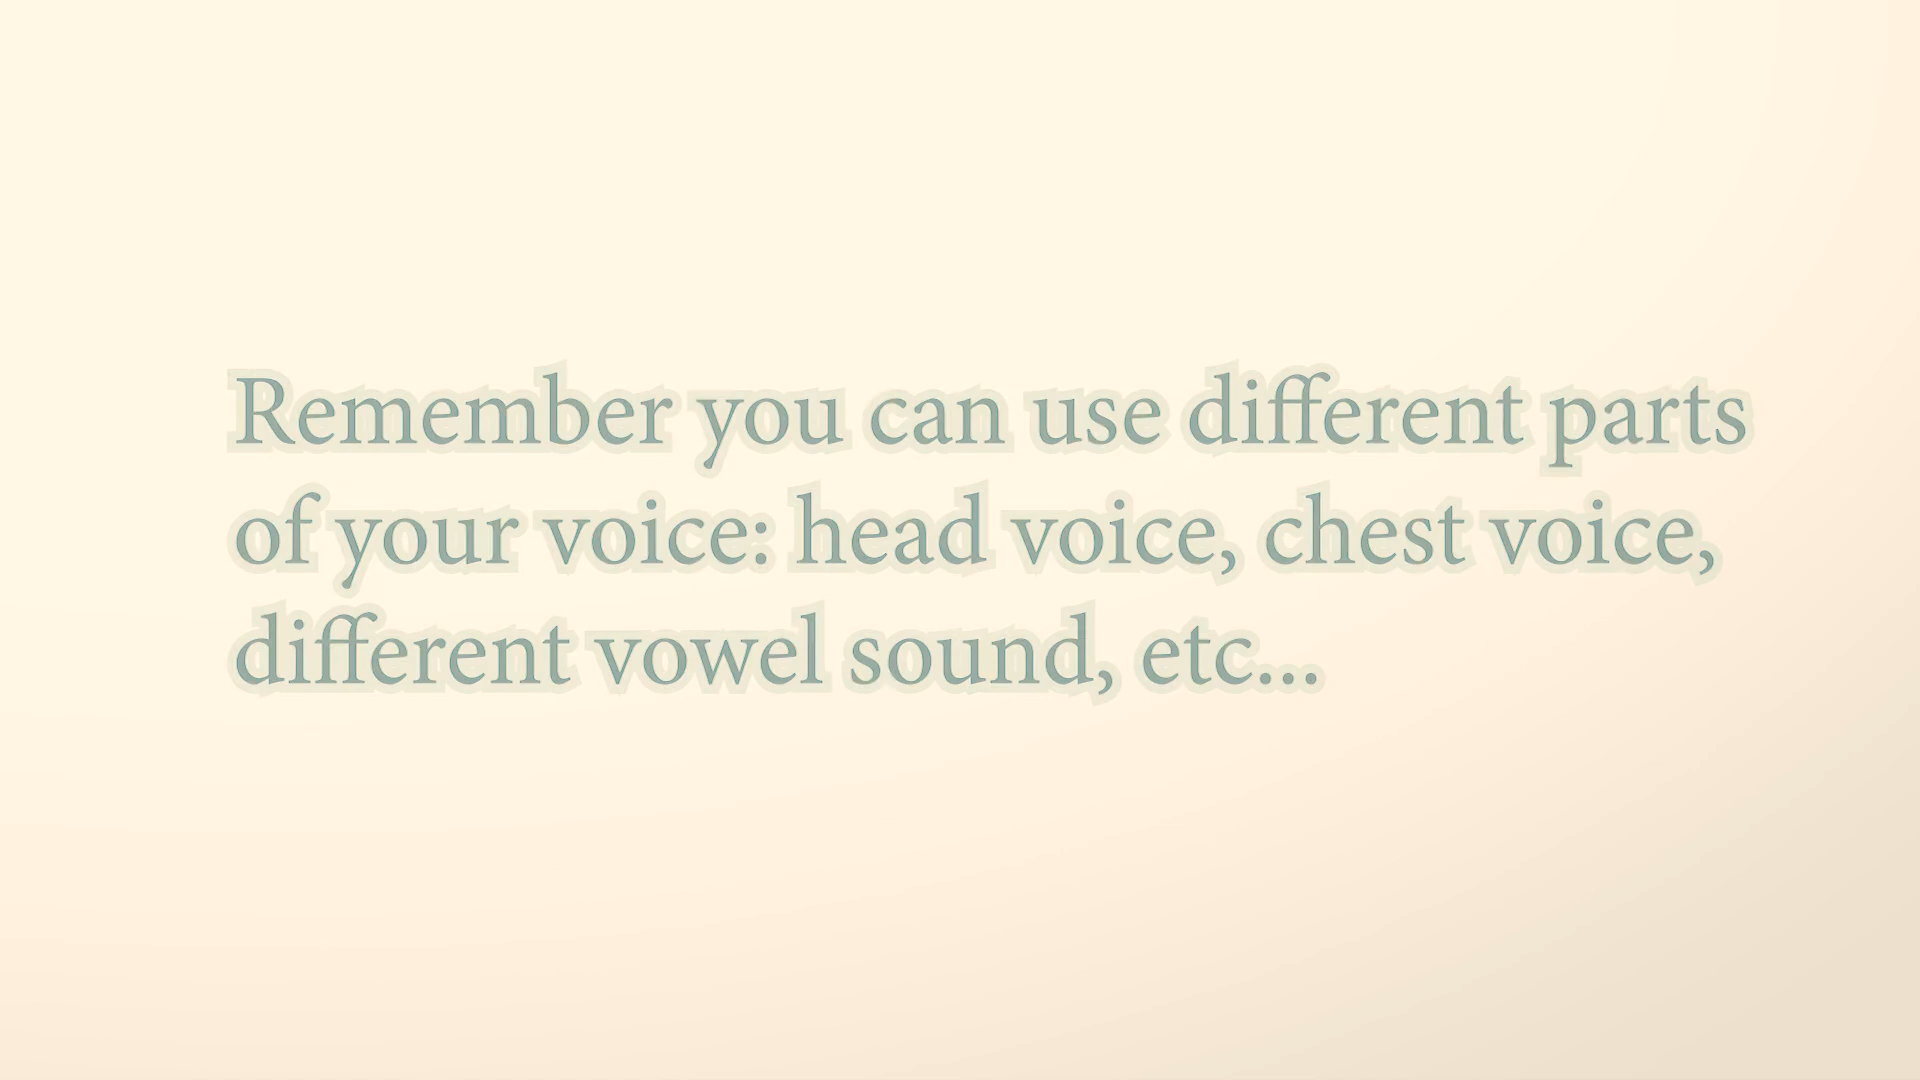 Remember you can use different parts
of your voice: head voice, chest voice,
different vowel sound, etc...